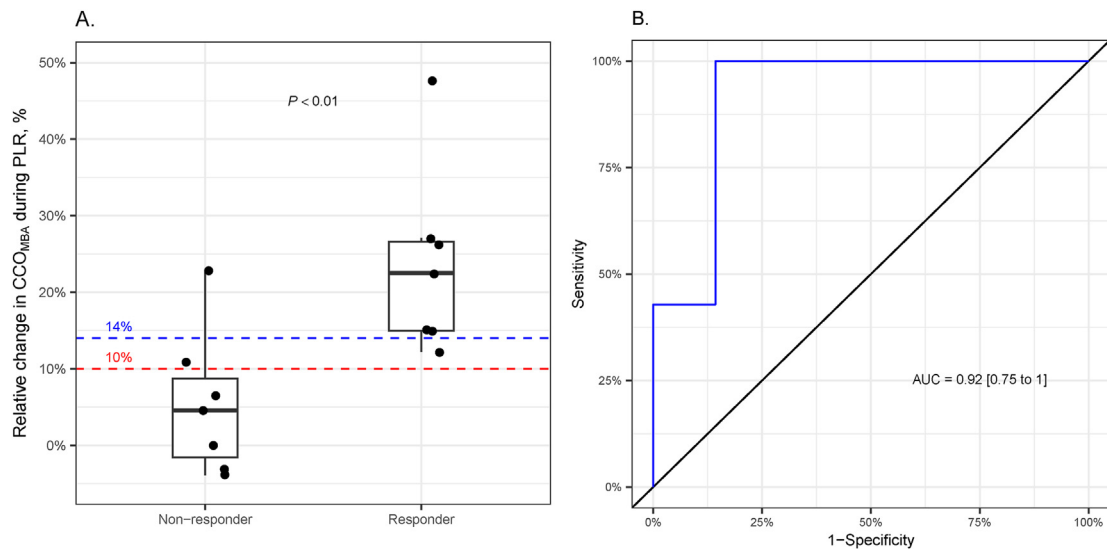 A.
Relative change in CCO_MBA during PLR, %
50%
40%
30%
20%
10%
0%
P < 0.01
14%
10%
Non−responder
Responder
B.
Sensitivity
100%
75%
50%
25%
0%
AUC = 0.92 [0.75 to 1]
0%
25%
50%
75%
100%
1−Specificity